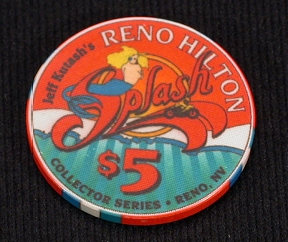 Jeff Kutash's
RENO HILTON
Splash
$5
COLLECTOR SERIES • RENO, NV